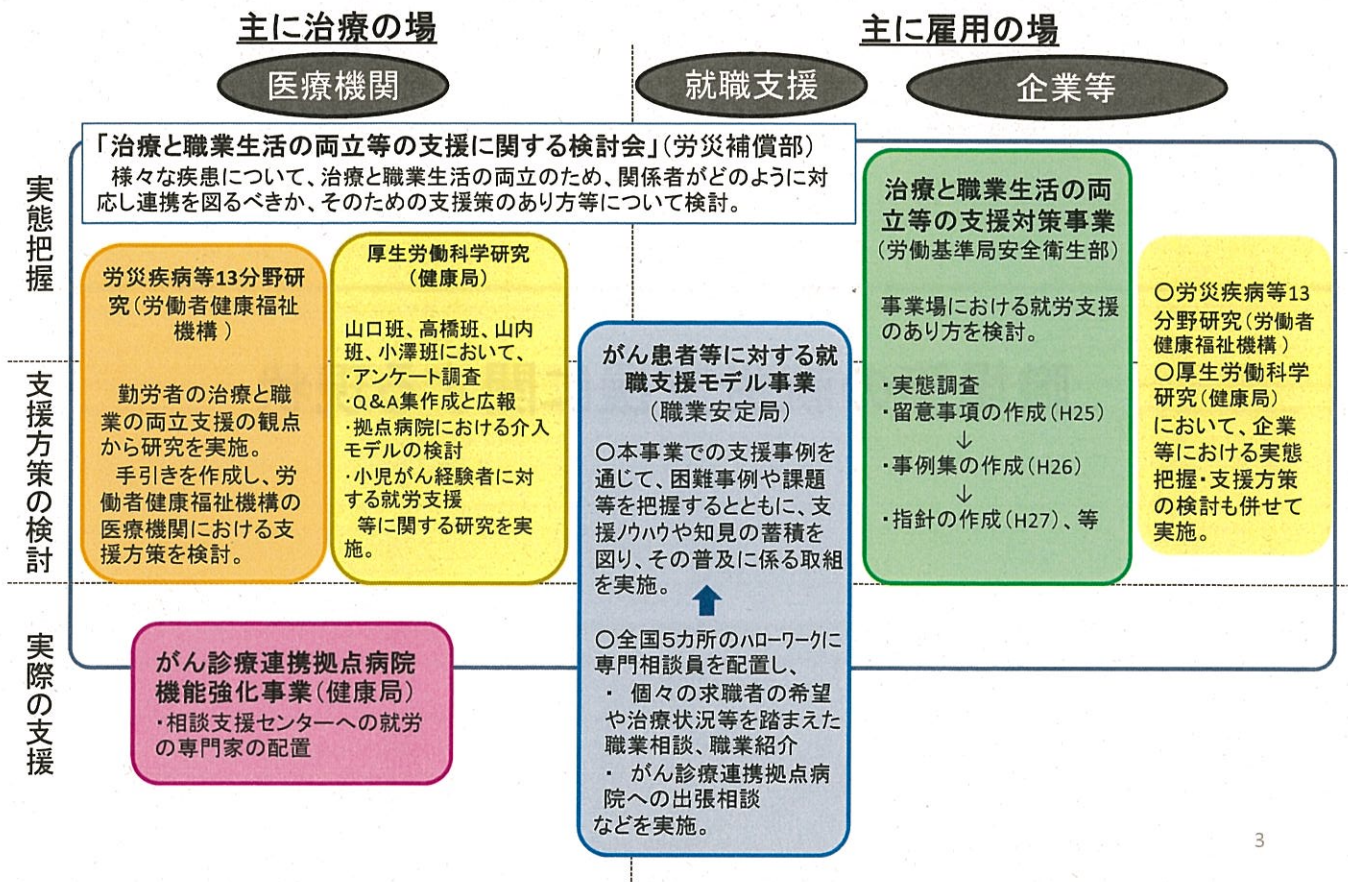 主に治療の場
主に雇用の場
医療機関
就職支援
企業等
実態把握
支援方策の検討
実際の支援
「治療と職業生活の両立等の支援に関する検討会」(労災補償部)
様々な疾患について、治療と職業生活の両立のため、関係者がどのように対
応し連携を図るべきか、そのための支援策のあり方等について検討。
労災疾病等13分野研
究(労働者健康福祉
機構)
勤労者の治療と職
業の両立支援の観点
から研究を実施。
手引きを作成し、労
働者健康福祉機構の
医療機関における支
援方策を検討。
厚生労働科学研究
(健康局)
山口班、高橋班、山内
班、小澤班において、
・アンケート調査
・Q&A集作成と広報
・拠点病院における介入
モデルの検討
・小児がん経験者に対
する就労支援
等に関する研究を実
施。
がん診療連携拠点病院
機能強化事業(健康局)
・相談支援センターへの就労
の専門家の配置
がん患者等に対する就
職支援モデル事業
(職業安定局)
○本事業での支援事例を
通じて、困難事例や課題
等を把握するとともに、支
援ノウハウや知見の蓄積を
図り、その普及に係る取組
を実施。
○全国5カ所のハローワークに
専門相談員を配置し、
・ 個々の求職者の希望
や治療状況等を踏まえた
職業相談、職業紹介
・ がん診療連携拠点病
院への出張相談
などを実施。
治療と職業生活の両
立等の支援対策事業
(労働基準局安全衛生部)
事業場における就労支援
のあり方を検討。
・実態調査
・留意事項の作成(H25)
↓
・事例集の作成(H26)
↓
・指針の作成(H27)、等
○労災疾病等13
分野研究(労働者
健康福祉機構)
○厚生労働科学
研究(健康局)
において、企業
等における実態
把握・支援方策
の検討も併せて
実施。
3